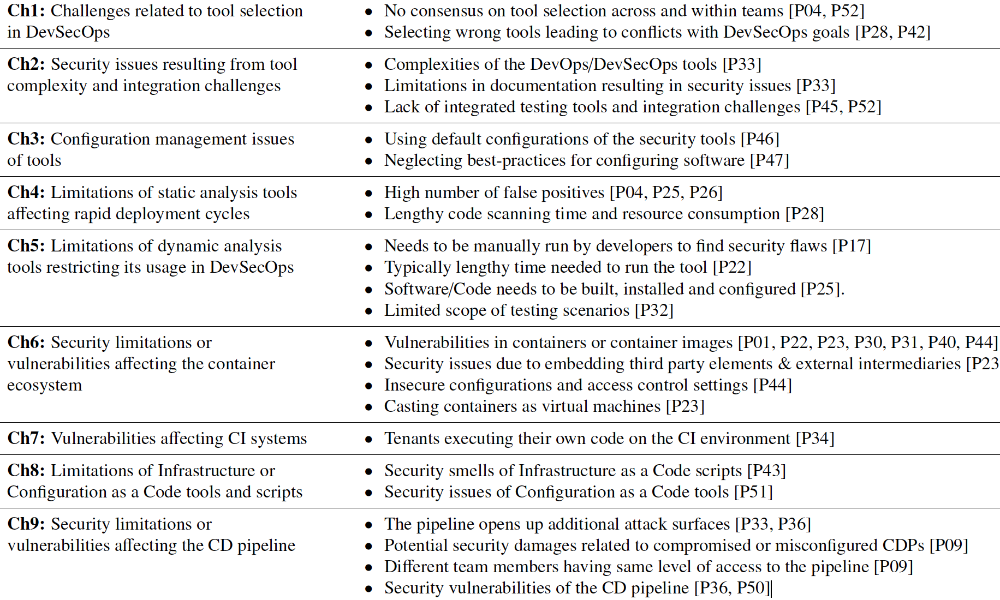 Ch1: Challenges related to tool selection
in DevSecOps
• No consensus on tool selection across and within teams [P04, P52]
• Selecting wrong tools leading to conflicts with DevSecOps goals [P28, P42]
Ch2: Security issues resulting from tool
complexity and integration challenges
• Complexities of the DevOps/DevSecOps tools [P33]
• Limitations in documentation resulting in security issues [P33]
• Lack of integrated testing tools and integration challenges [P45, P52]
Ch3: Configuration management issues
of tools
• Using default configurations of the security tools [P46]
• Neglecting best-practices for configuring software [P47]
Ch4: Limitations of static analysis tools
affecting rapid deployment cycles
• High number of false positives [P04, P25, P26]
• Lengthy code scanning time and resource consumption [P28]
Ch5: Limitations of dynamic analysis
tools restricting its usage in DevSecOps
• Needs to be manually run by developers to find security flaws [P17]
• Typically lengthy time needed to run the tool [P22]
• Software/Code needs to be built, installed and configured [P25].
• Limited scope of testing scenarios [P32]
Ch6: Security limitations or
vulnerabilities affecting the container
ecosystem
• Vulnerabilities in containers or container images [P01, P22, P23, P30, P31, P40, P44]
• Security issues due to embedding third party elements & external intermediaries [P23
• Insecure configurations and access control settings [P44]
• Casting containers as virtual machines [P23]
Ch7: Vulnerabilities affecting CI systems
• Tenants executing their own code on the CI environment [P34]
Ch8: Limitations of Infrastructure or
Configuration as a Code tools and scripts
• Security smells of Infrastructure as a Code scripts [P43]
• Security issues of Configuration as a Code tools [P51]
Ch9: Security limitations or
vulnerabilities affecting the CD pipeline
• The pipeline opens up additional attack surfaces [P33, P36]
• Potential security damages related to compromised or misconfigured CDPs [P09]
• Different team members having same level of access to the pipeline [P09]
• Security vulnerabilities of the CD pipeline [P36, P50]